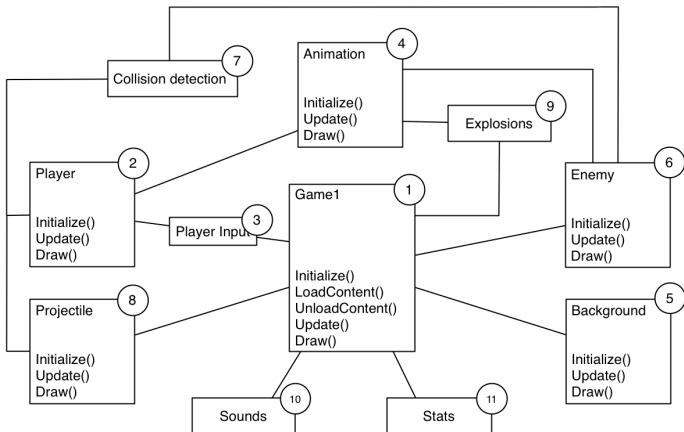 7
Collision detection
4
Animation
Initialize()
Update()
Draw()
9
Explosions
2
Player
Initialize()
Update()
Draw()
3
Player Input
1
Game1
Initialize()
LoadContent()
UnloadContent()
Update()
Draw()
6
Enemy
Initialize()
Update()
Draw()
8
Projectile
Initialize()
Update()
Draw()
5
Background
Initialize()
Update()
Draw()
10
Sounds
11
Stats